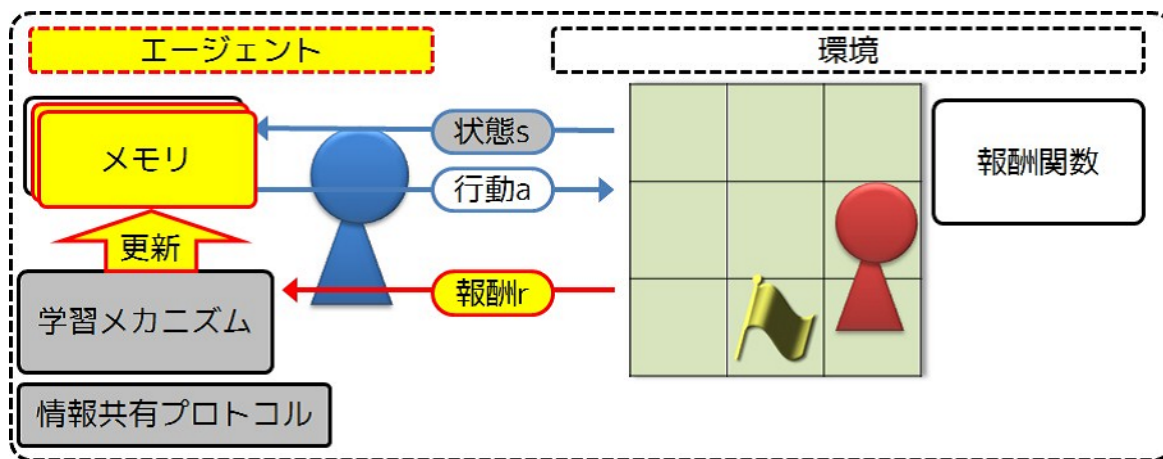 エージェント
環境
メモリ
状態s
行動a
報酬関数
更新
報酬r
学習メカニズム
情報共有プロトコル